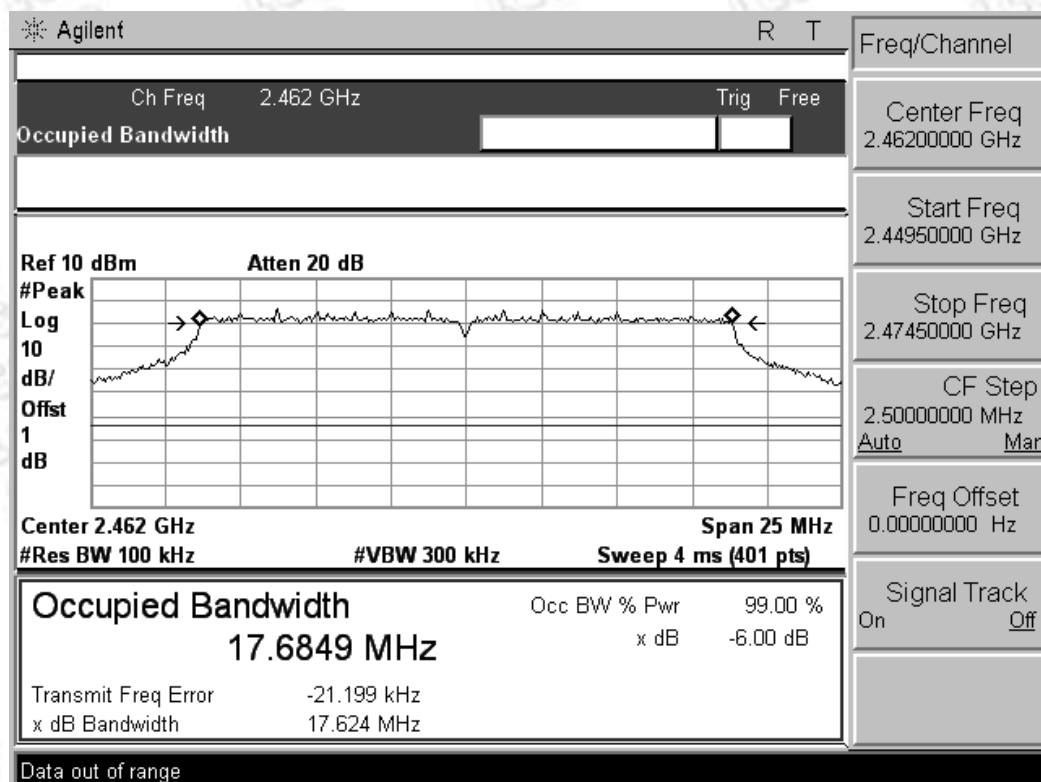 Agilent R T
Ch Freq 2.462 GHz Trig Free
Occupied Bandwidth
Ref 10 dBm Atten 20 dB
#Peak
Log
10
dB/
Offst
1
dB
Center 2.462 GHz Span 25 MHz
#Res BW 100 kHz #VBW 300 kHz Sweep 4 ms (401 pts)
Occupied Bandwidth Occ BW % Pwr 99.00 %
17.6849 MHz x dB -6.00 dB
Transmit Freq Error -21.199 kHz
x dB Bandwidth 17.624 MHz
Data out of range
Freq/Channel
Center Freq
2.46200000 GHz
Start Freq
2.44950000 GHz
Stop Freq
2.47450000 GHz
CF Step
2.50000000 MHz
Auto Mar
Freq Offset
0.00000000 Hz
Signal Track
On Off